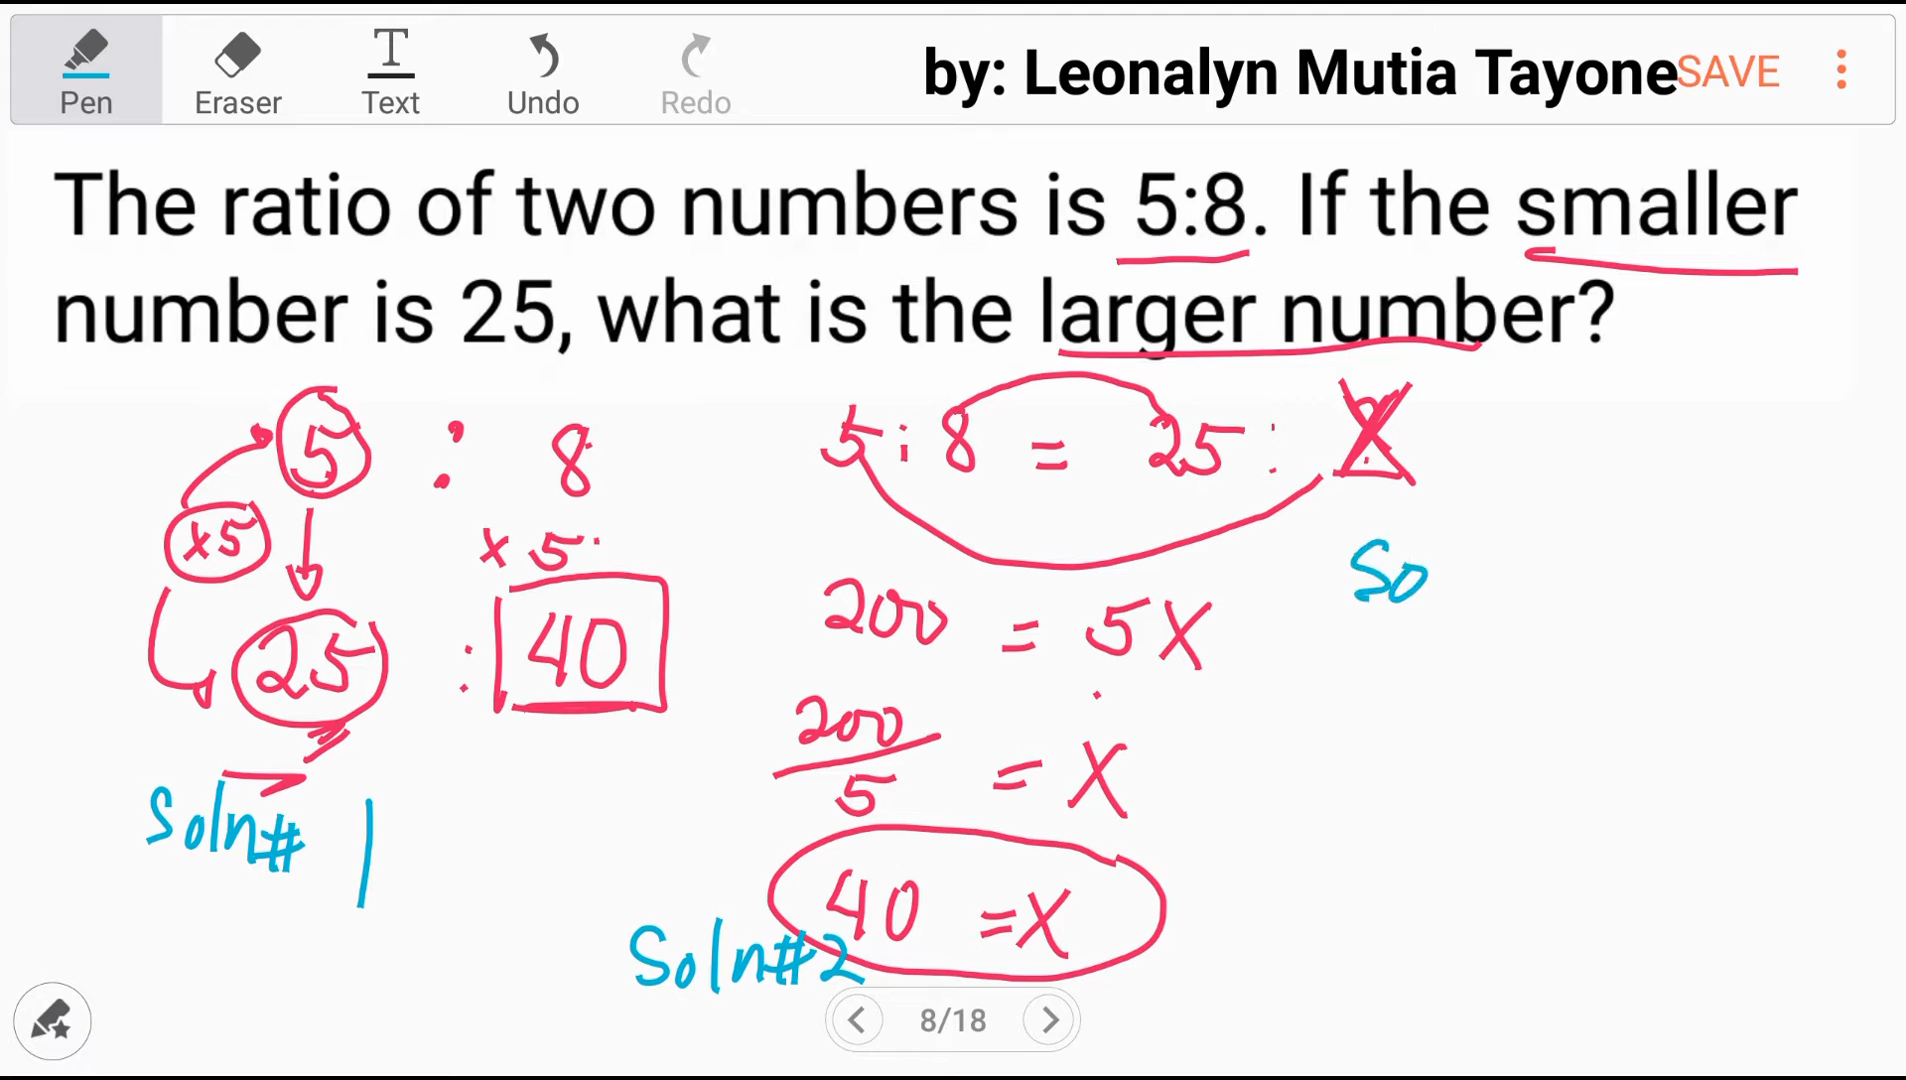 Pen Eraser Text Undo Redo by: Leonalyn Mutia Tayone SAVE
The ratio of two numbers is 5:8. If the smaller
number is 25, what is the larger number?
5 : 8
×5
×5
25 : 40
Soln# 1
5 : 8 = 25 : X
200 = 5X
200/5 = X
40 = X
Soln#2
So
8/18